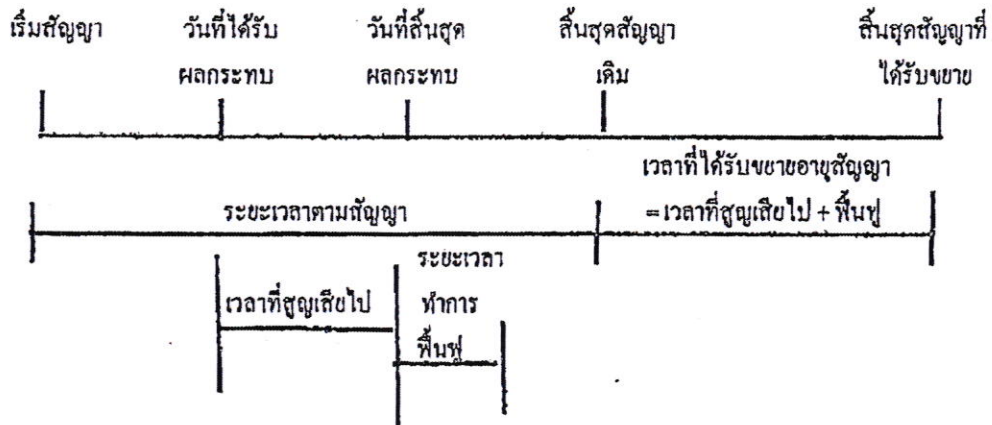 เริ่มสัญญา วันที่ได้รับ วันที่สิ้นสุด สิ้นสุดสัญญา สิ้นสุดสัญญาที่
ผลกระทบ ผลกระทบ เดิม ได้รับขยาย
เวลาที่ได้รับขยายอายุสัญญา
ระยะเวลาตามสัญญา = เวลาที่สูญเสียไป + ฟื้นฟู
ระยะเวลา
เวลาที่สูญเสียไป ทำการ
ฟื้นฟู